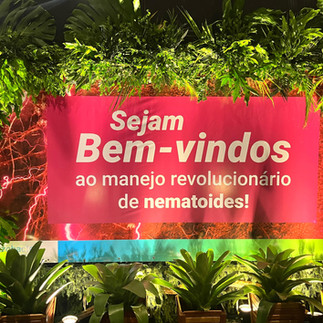 Sejam
Bem-vindos
ao manejo revolucionário
de nematoides!